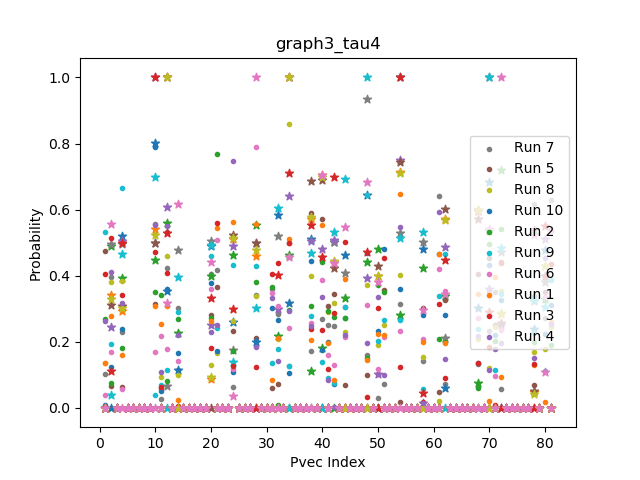 graph3_tau4
1.0
0.8
0.6
0.4
0.2
0.0
Probability
0 10 20 30 40 50 60 70 80
Pvec Index
Run 7
Run 5
Run 8
Run 10
Run 2
Run 9
Run 6
Run 1
Run 3
Run 4